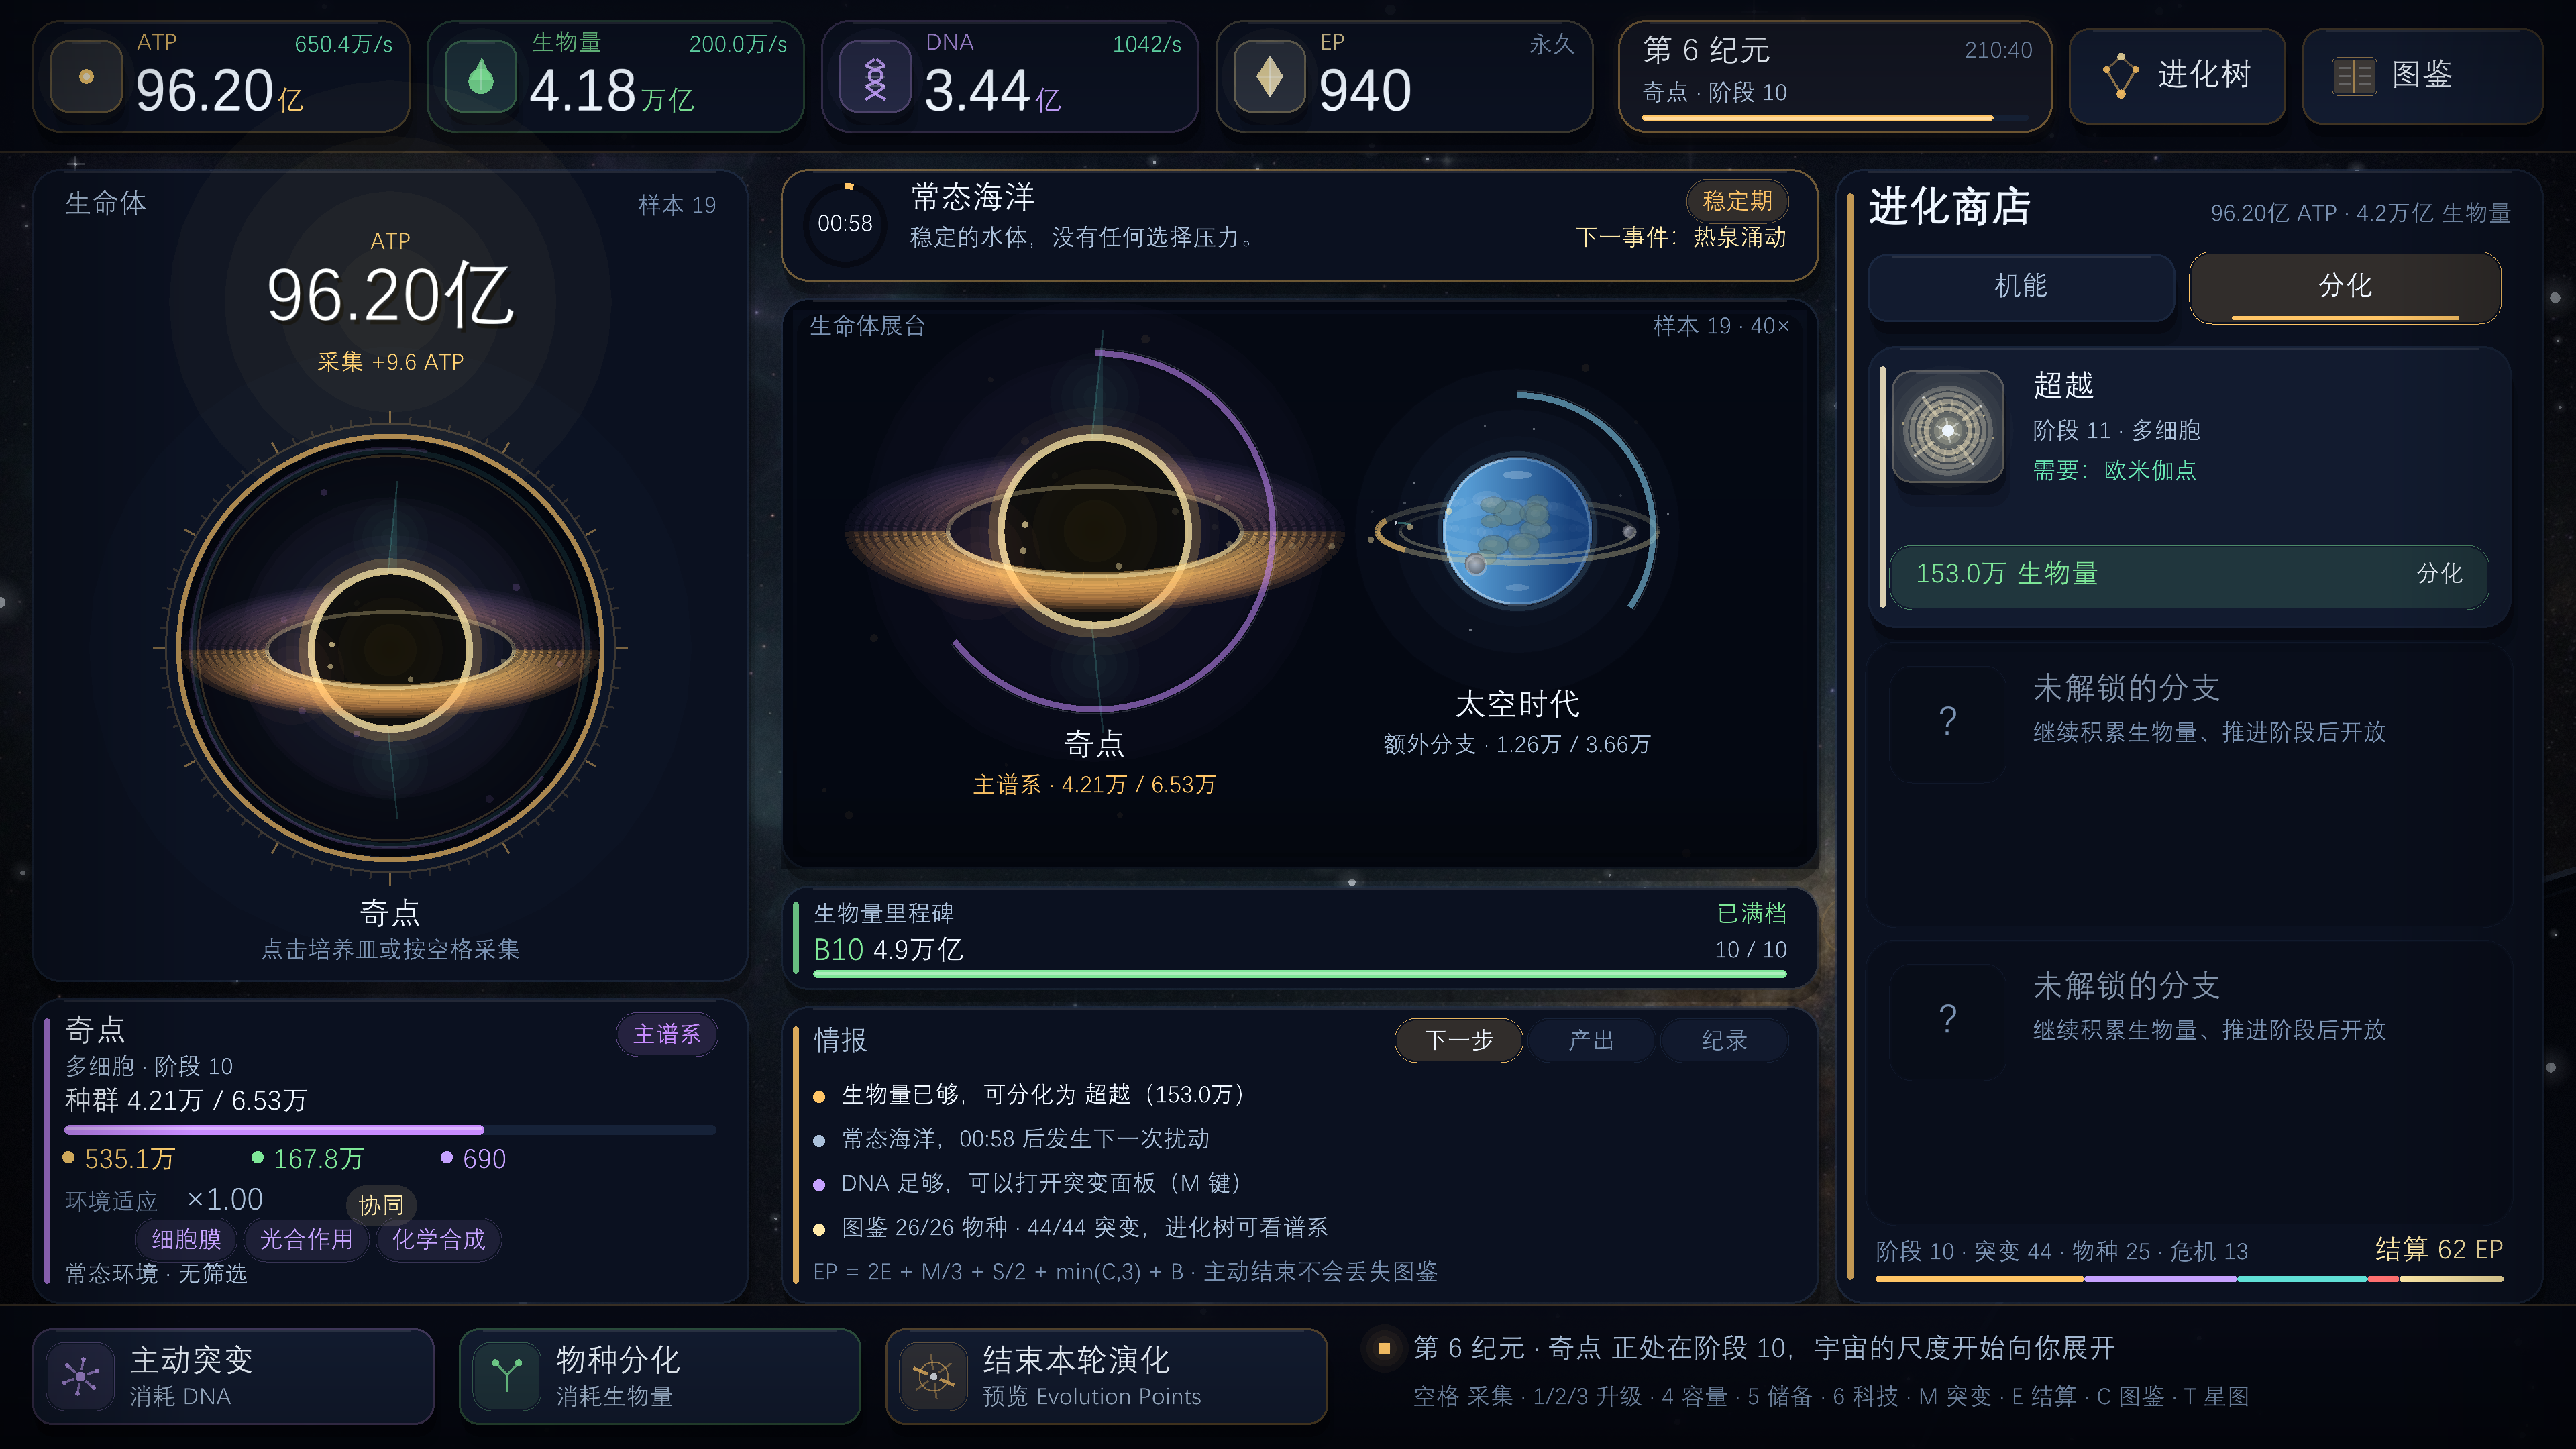 ATP 650.4万/s
96.20亿
生物量 200.0万/s
4.18万亿
DNA 1042/s
3.44亿
EP 永久
940
第 6 纪元 210:40
奇点 · 阶段 10
进化树
图鉴
生命体 样本 19
ATP
96.20亿
采集 +9.6 ATP
奇点
点击培养皿或按空格采集
奇点 主谱系
多细胞 · 阶段 10
种群 4.21万 / 6.53万
535.1万 167.8万 690
环境适应 ×1.00 协同
细胞膜 光合作用 化学合成
常态环境 · 无筛选
00:58
常态海洋 稳定期
稳定的水体，没有任何选择压力。 下一事件：热泉涌动
生命体展台 样本 19 · 40×
奇点
主谱系 · 4.21万 / 6.53万
太空时代
额外分支 · 1.26万 / 3.66万
生物量里程碑 已满档
B10 4.9万亿 10 / 10
情报 下一步 产出 纪录
生物量已够，可分化为 超越（153.0万）
常态海洋，00:58 后发生下一次扰动
DNA 足够，可以打开突变面板（M 键）
图鉴 26/26 物种 · 44/44 突变，进化树可看谱系
EP = 2E + M/3 + S/2 + min(C,3) + B · 主动结束不会丢失图鉴
进化商店 96.20亿 ATP · 4.2万亿 生物量
机能 分化
超越
阶段 11 · 多细胞
需要：欧米伽点
153.0万 生物量 分化
?
未解锁的分支
继续积累生物量、推进阶段后开放
?
未解锁的分支
继续积累生物量、推进阶段后开放
阶段 10 · 突变 44 · 物种 25 · 危机 13 结算 62 EP
主动突变
消耗 DNA
物种分化
消耗生物量
结束本轮演化
预览 Evolution Points
第 6 纪元 · 奇点 正处在阶段 10，宇宙的尺度开始向你展开
空格 采集 · 1/2/3 升级 · 4 容量 · 5 储备 · 6 科技 · M 突变 · E 结算 · C 图鉴 · T 星图